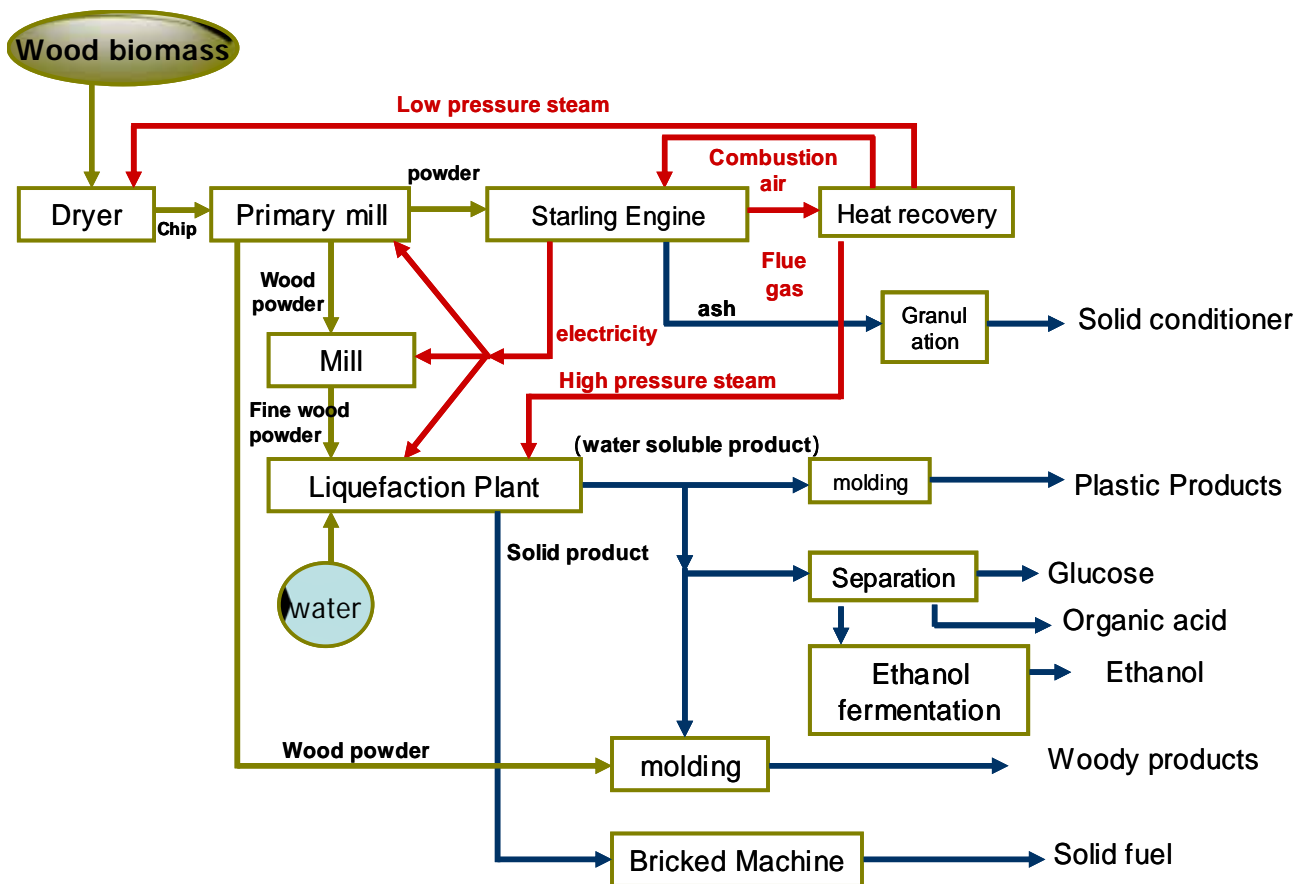 Wood biomass
Low pressure steam
Combustion
air
powder
Dryer
Chip
Primary mill
Starling Engine
Heat recovery
Wood
powder
Flue
gas
ash
Granul
ation
Solid conditioner
electricity
Mill
High pressure steam
Fine wood
powder
(water soluble product)
Liquefaction Plant
molding
Plastic Products
Solid product
Separation
Glucose
water
Organic acid
Ethanol
fermentation
Ethanol
Wood powder
molding
Woody products
Bricked Machine
Solid fuel